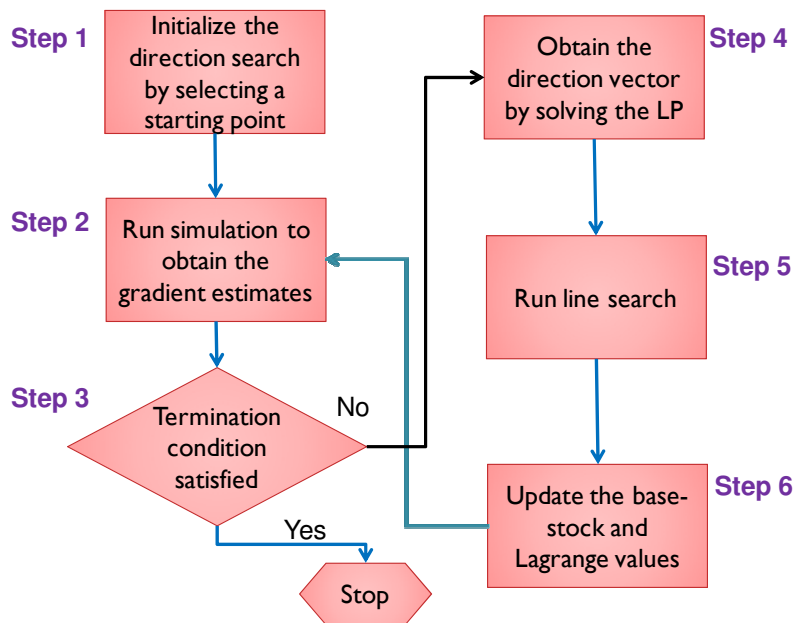 Step 1
Initialize the
direction search
by selecting a
starting point
Step 2
Run simulation to
obtain the
gradient estimates
Step 3
Termination
condition
satisfied
No
Yes
Stop
Step 4
Obtain the
direction vector
by solving the LP
Step 5
Run line search
Step 6
Update the base-
stock and
Lagrange values